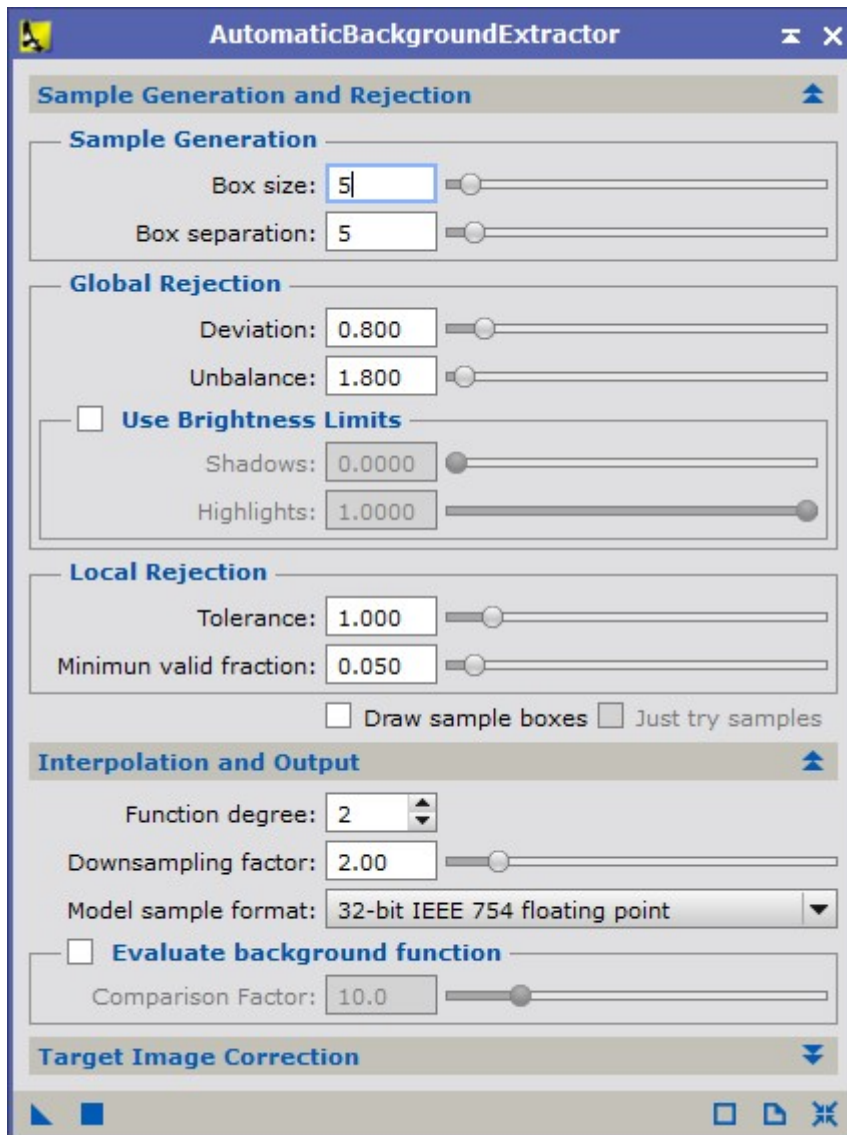 AutomaticBackgroundExtractor
Sample Generation and Rejection
Sample Generation
Box size: 5
Box separation: 5
Global Rejection
Deviation: 0.800
Unbalance: 1.800
Use Brightness Limits
Shadows: 0.0000
Highlights: 1.0000
Local Rejection
Tolerance: 1.000
Minimun valid fraction: 0.050
Draw sample boxes Just try samples
Interpolation and Output
Function degree: 2
Downsampling factor: 2.00
Model sample format: 32-bit IEEE 754 floating point
Evaluate background function
Comparison Factor: 10.0
Target Image Correction